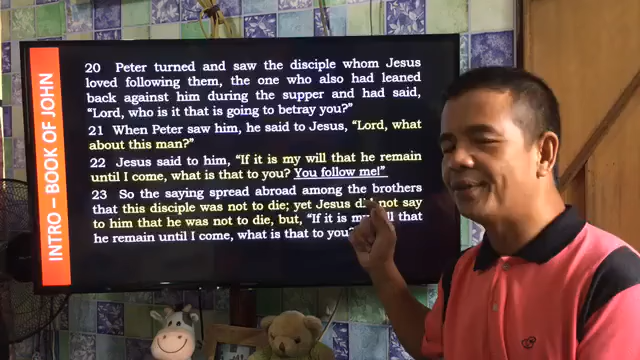 INTRO – BOOK OF JOHN
20 Peter turned and saw the disciple whom Jesus
loved following them, the one who also had leaned
back against him during the supper and had said,
“Lord, who is it that is going to betray you?”
21 When Peter saw him, he said to Jesus, “Lord, what
about this man?”
22 Jesus said to him, “If it is my will that he remain
until I come, what is that to you? You follow me!”
23 So the saying spread abroad among the brothers
that this disciple was not to die; yet Jesus did not say
to him that he was not to die, but, “If it is my will that
he remain until I come, what is that to you